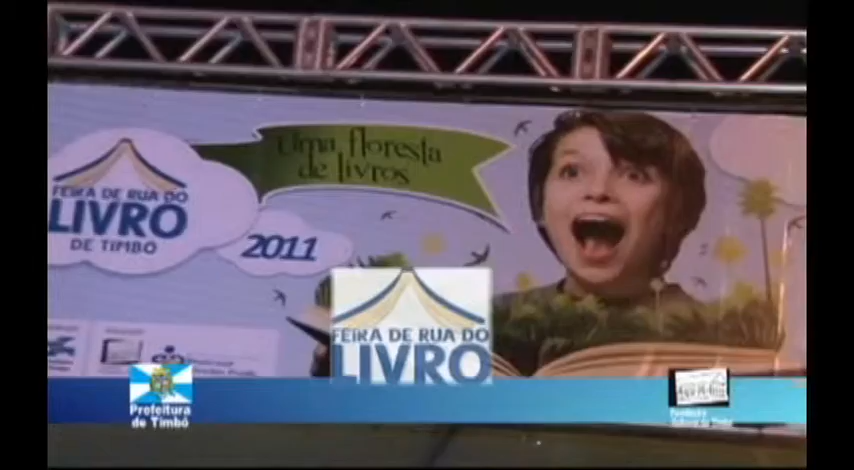 Uma floresta
de livros
FEIRA DE RUA DO
LIVRO
DE TIMBÓ
2011
FEIRA DE RUA DO
LIVRO
Prefeitura
de Timbó